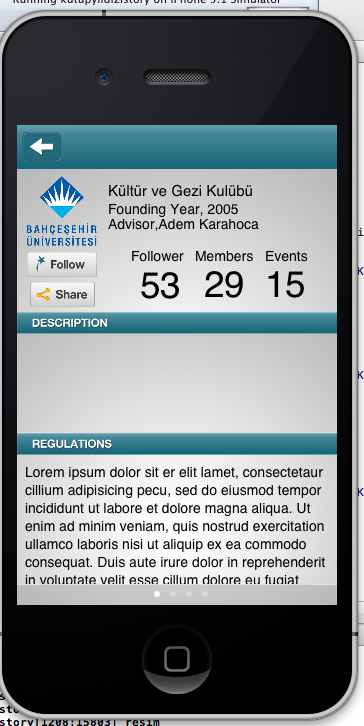 Running kutupyildizistory on iPhone 5.1 Simulator
Kültür ve Gezi Kulübü
Founding Year, 2005
Advisor,Adem Karahoca
BAHÇEŞEHİR
ÜNİVERSİTESİ
Follow
Share
Follower Members Events
53 29 15
DESCRIPTION
REGULATIONS
Lorem ipsum dolor sit er elit lamet, consectetaur
cillium adipisicing pecu, sed do eiusmod tempor
incididunt ut labore et dolore magna aliqua. Ut
enim ad minim veniam, quis nostrud exercitation
ullamco laboris nisi ut aliquip ex ea commodo
consequat. Duis aute irure dolor in reprehenderit
in voluptate velit esse cillum dolore eu fugiat
i
K
K
K
sto
story[1208:15803] resim